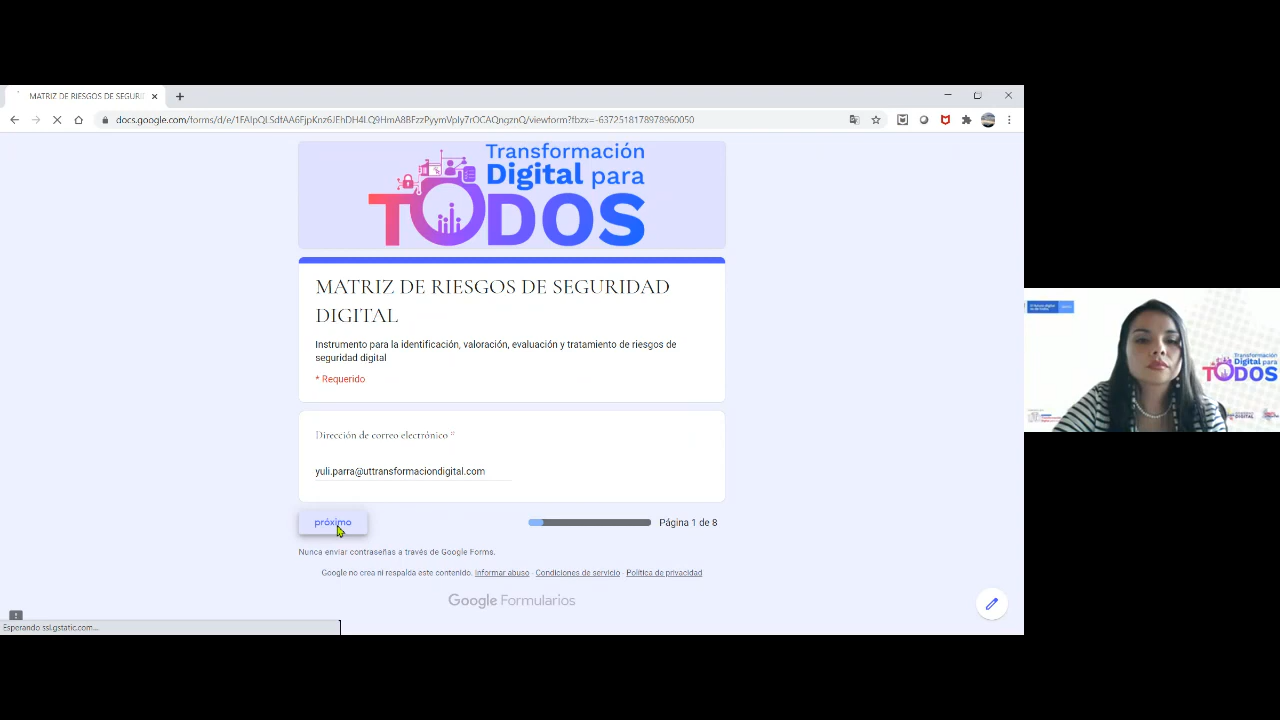 MATRIZ DE RIESGOS DE SEGURI
docs.google.com/forms/d/e/1FAIpQLSdfAA6FjpKnz6JEhDH4LQ9HmA8BFzzPyymVply7rOCAQngznQ/viewform?fbzx=-6372518178978960050
Transformación
Digital para
TODOS
MATRIZ DE RIESGOS DE SEGURIDAD
DIGITAL
Instrumento para la identificación, valoración, evaluación y tratamiento de riesgos de
seguridad digital
* Requerido
Dirección de correo electrónico *
yuli.parra@uttransformaciondigital.com
próximo
Página 1 de 8
Nunca enviar contraseñas a través de Google Forms.
Google no crea ni respalda este contenido. Informar abuso - Condiciones de servicio - Política de privacidad
Google Formularios
Esperando ssl.gstatic.com...
Transformación
Digital para
TODOS
DIGITAL